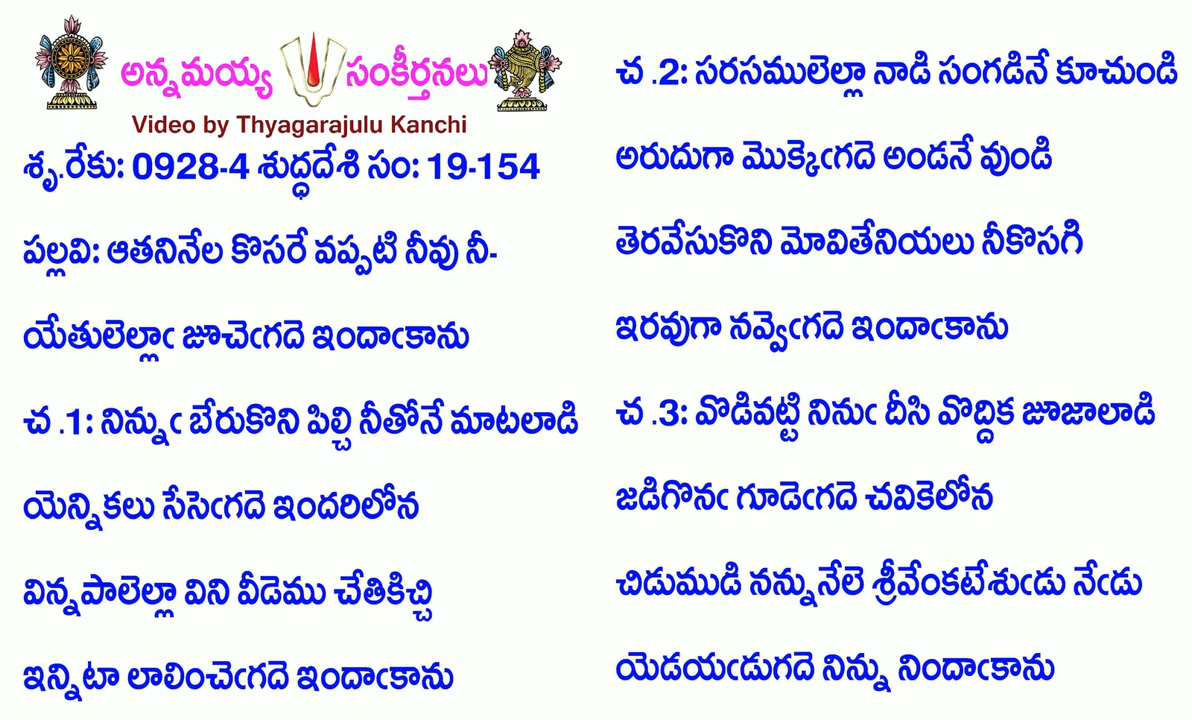 అన్నమయ్య సంకీర్తనలు
Video by Thyagarajulu Kanchi
శృ.రేకు: 0928-4 శుద్ధదేశి సం: 19-154
పల్లవి: ఆతనినేల కొసరే వప్పటి నీవు నీ-
యేతులెల్లాఁ జూచెఁగదె ఇందాఁకాను
చ .1: నిన్నుఁ బేరుకొని పిల్చి నీతోనే మాటలాడి
యెన్నికలు సేసెఁగదె ఇందరిలోన
విన్నపాలెల్లా విని వీడెము చేతికిచ్చి
ఇన్నిటా లాలించెఁగదె ఇందాఁకాను
చ .2: సరసములెల్లా నాడి సంగడినే కూచుండి
అరుదుగా మొక్కెఁగదె అండనే వుండి
తెరవేసుకొని మోవితేనియలు నీకొసగి
ఇరవుగా నవ్వెఁగదె ఇందాఁకాను
చ .3: వొడివట్టి నినుఁ దీసి వొద్దిక జూజాలాడి
జడిగొనఁ గూడెఁగదె చవికెలోన
చిడుముడి నన్నునేలె శ్రీవేంకటేశుఁడు నేఁడు
యెడయఁడుగదె నిన్ను నిందాఁకాను